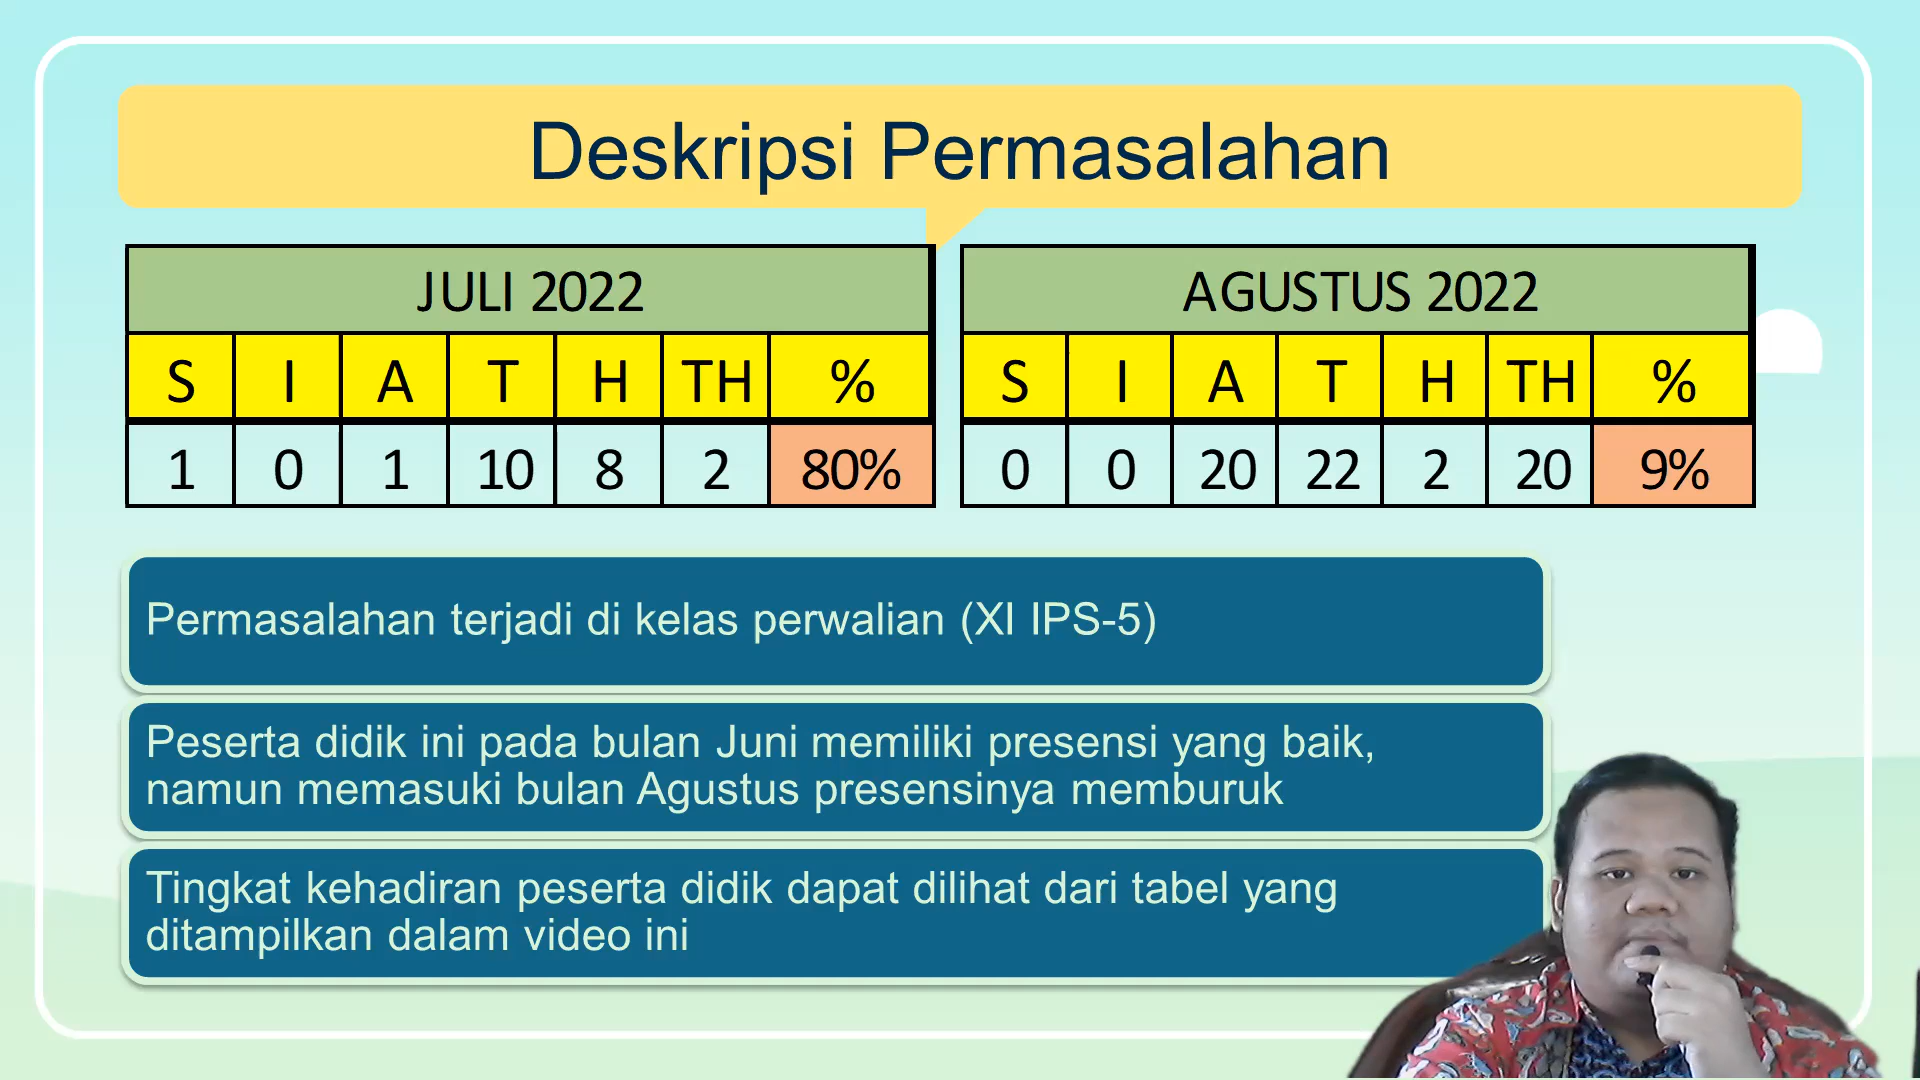 Deskripsi Permasalahan
JULI 2022
S I A T H TH %
1 0 1 10 8 2 80%
AGUSTUS 2022
S I A T H TH %
0 0 20 22 2 20 9%
Permasalahan terjadi di kelas perwalian (XI IPS-5)
Peserta didik ini pada bulan Juni memiliki presensi yang baik,
namun memasuki bulan Agustus presensinya memburuk
Tingkat kehadiran peserta didik dapat dilihat dari tabel yang
ditampilkan dalam video ini